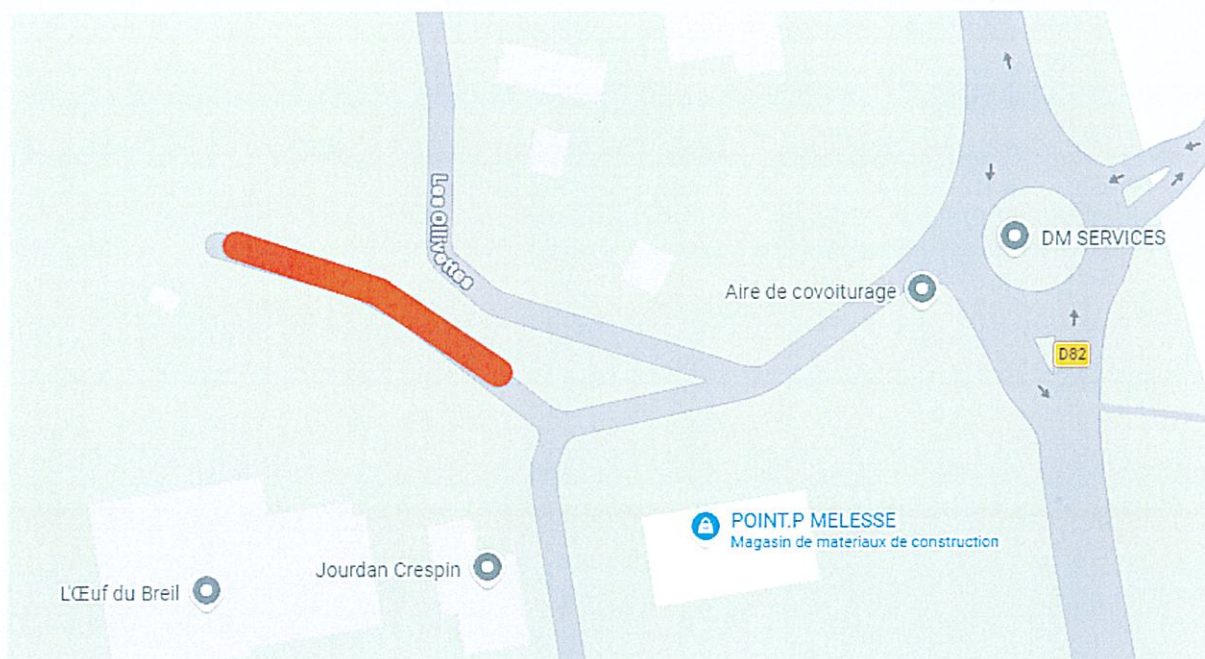 Les Olivettes
DM SERVICES
Aire de covoiturage
D82
POINT.P MELESSE
Magasin de materiaux de construction
Jourdan Crespin
L'Œuf du Breil